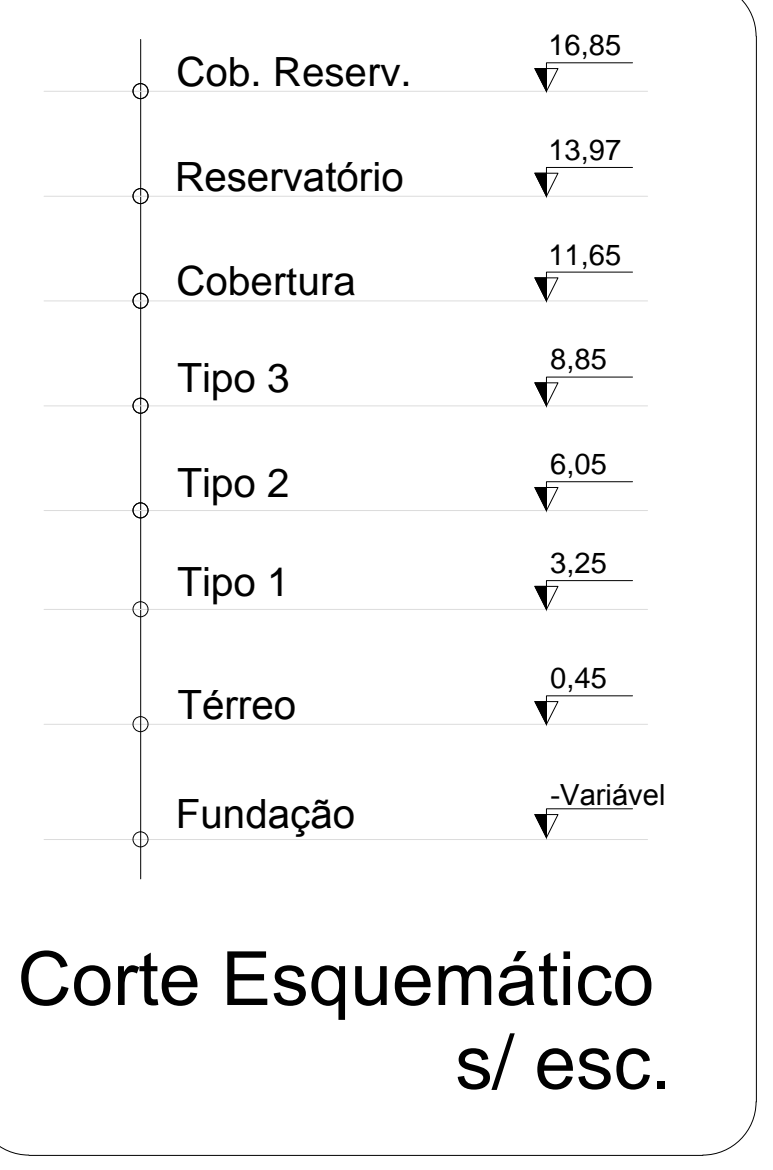 Cob. Reserv. 16,85
Reservatório 13,97
Cobertura 11,65
Tipo 3 8,85
Tipo 2 6,05
Tipo 1 3,25
Térreo 0,45
Fundação -Variável
Corte Esquemático
s/ esc.